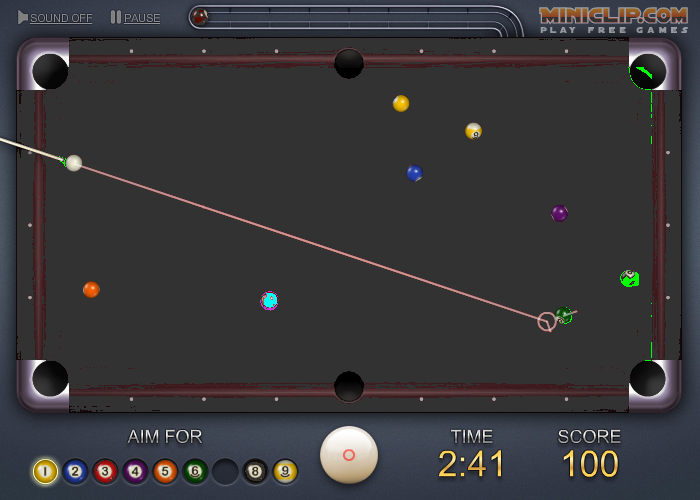 SOUND OFF
PAUSE
MINICLIP.COM
PLAY FREE GAMES
9
AIM FOR
TIME
SCORE
1 2 3 4 5 6 8 9
2:41
100